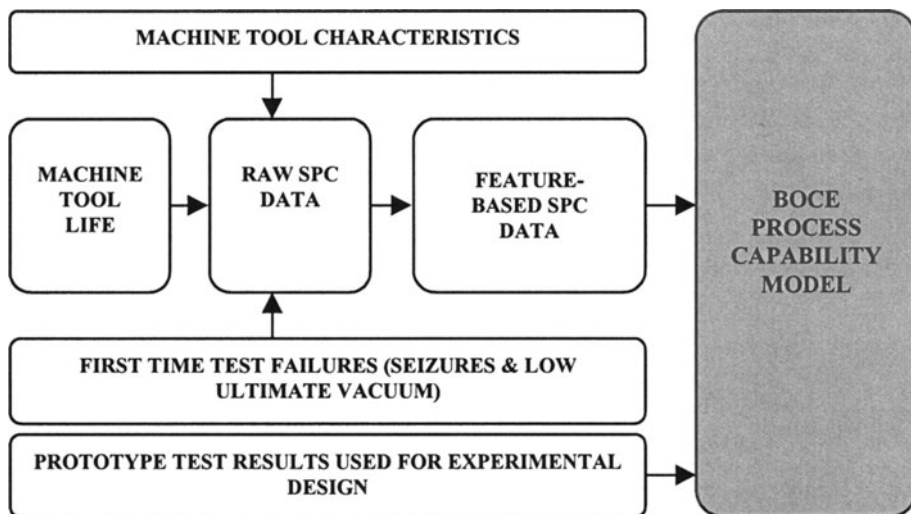 MACHINE TOOL CHARACTERISTICS
MACHINE
TOOL
LIFE
RAW SPC
DATA
FEATURE-
BASED SPC
DATA
BOCE
PROCESS
CAPABILITY
MODEL
FIRST TIME TEST FAILURES (SEIZURES & LOW
ULTIMATE VACUUM)
PROTOTYPE TEST RESULTS USED FOR EXPERIMENTAL
DESIGN